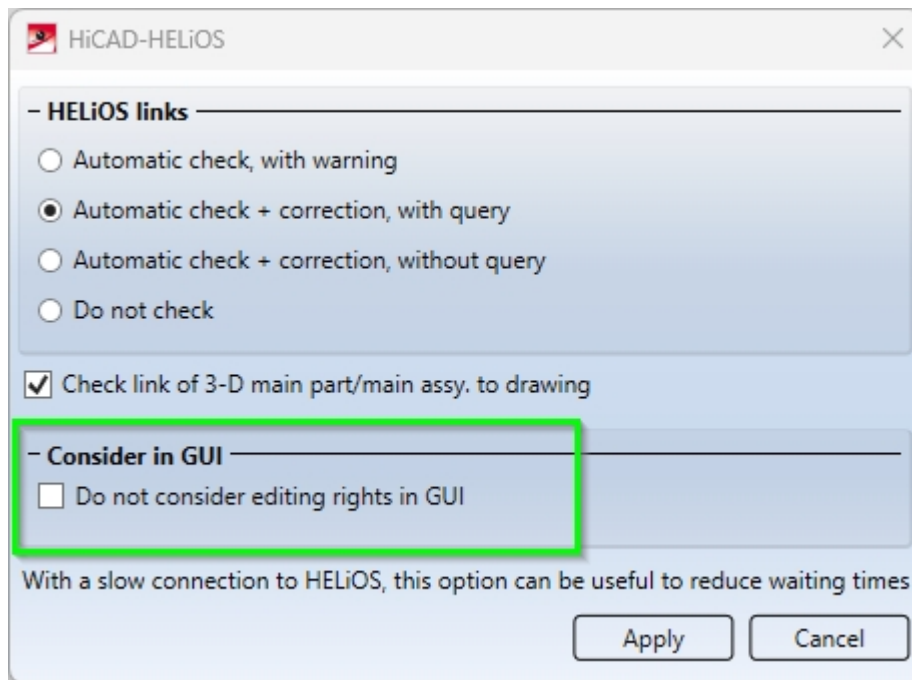 HiCAD-HELiOS
HELiOS links
Automatic check, with warning
Automatic check + correction, with query
Automatic check + correction, without query
Do not check
Check link of 3-D main part/main assy. to drawing
Consider in GUI
Do not consider editing rights in GUI
With a slow connection to HELiOS, this option can be useful to reduce waiting times
Apply Cancel